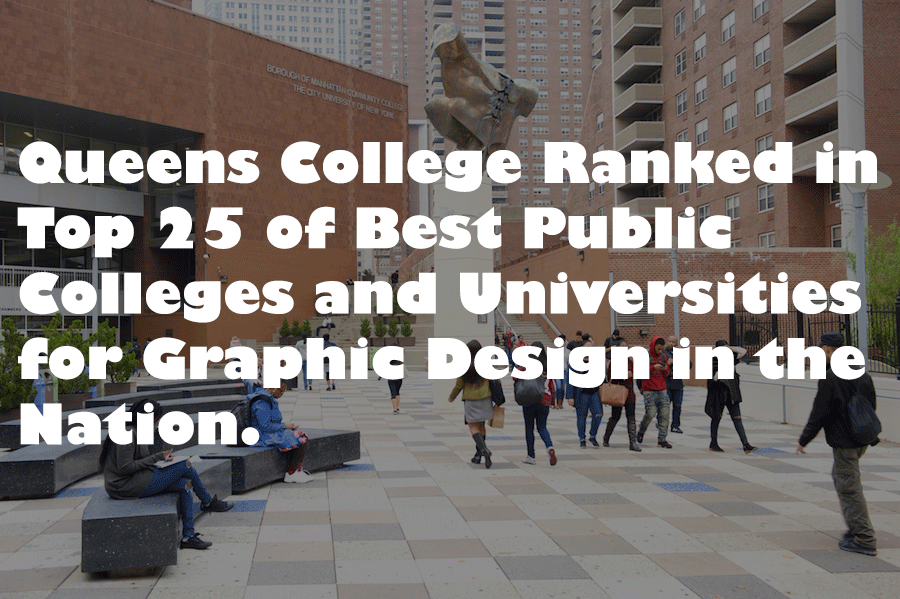 BOROUGH OF MANHATTAN COMMUNITY COLLEGE
THE CITY UNIVERSITY OF NEW YORK
Queens College Ranked in
Top 25 of Best Public
Colleges and Universities
for Graphic Design in the
Nation.